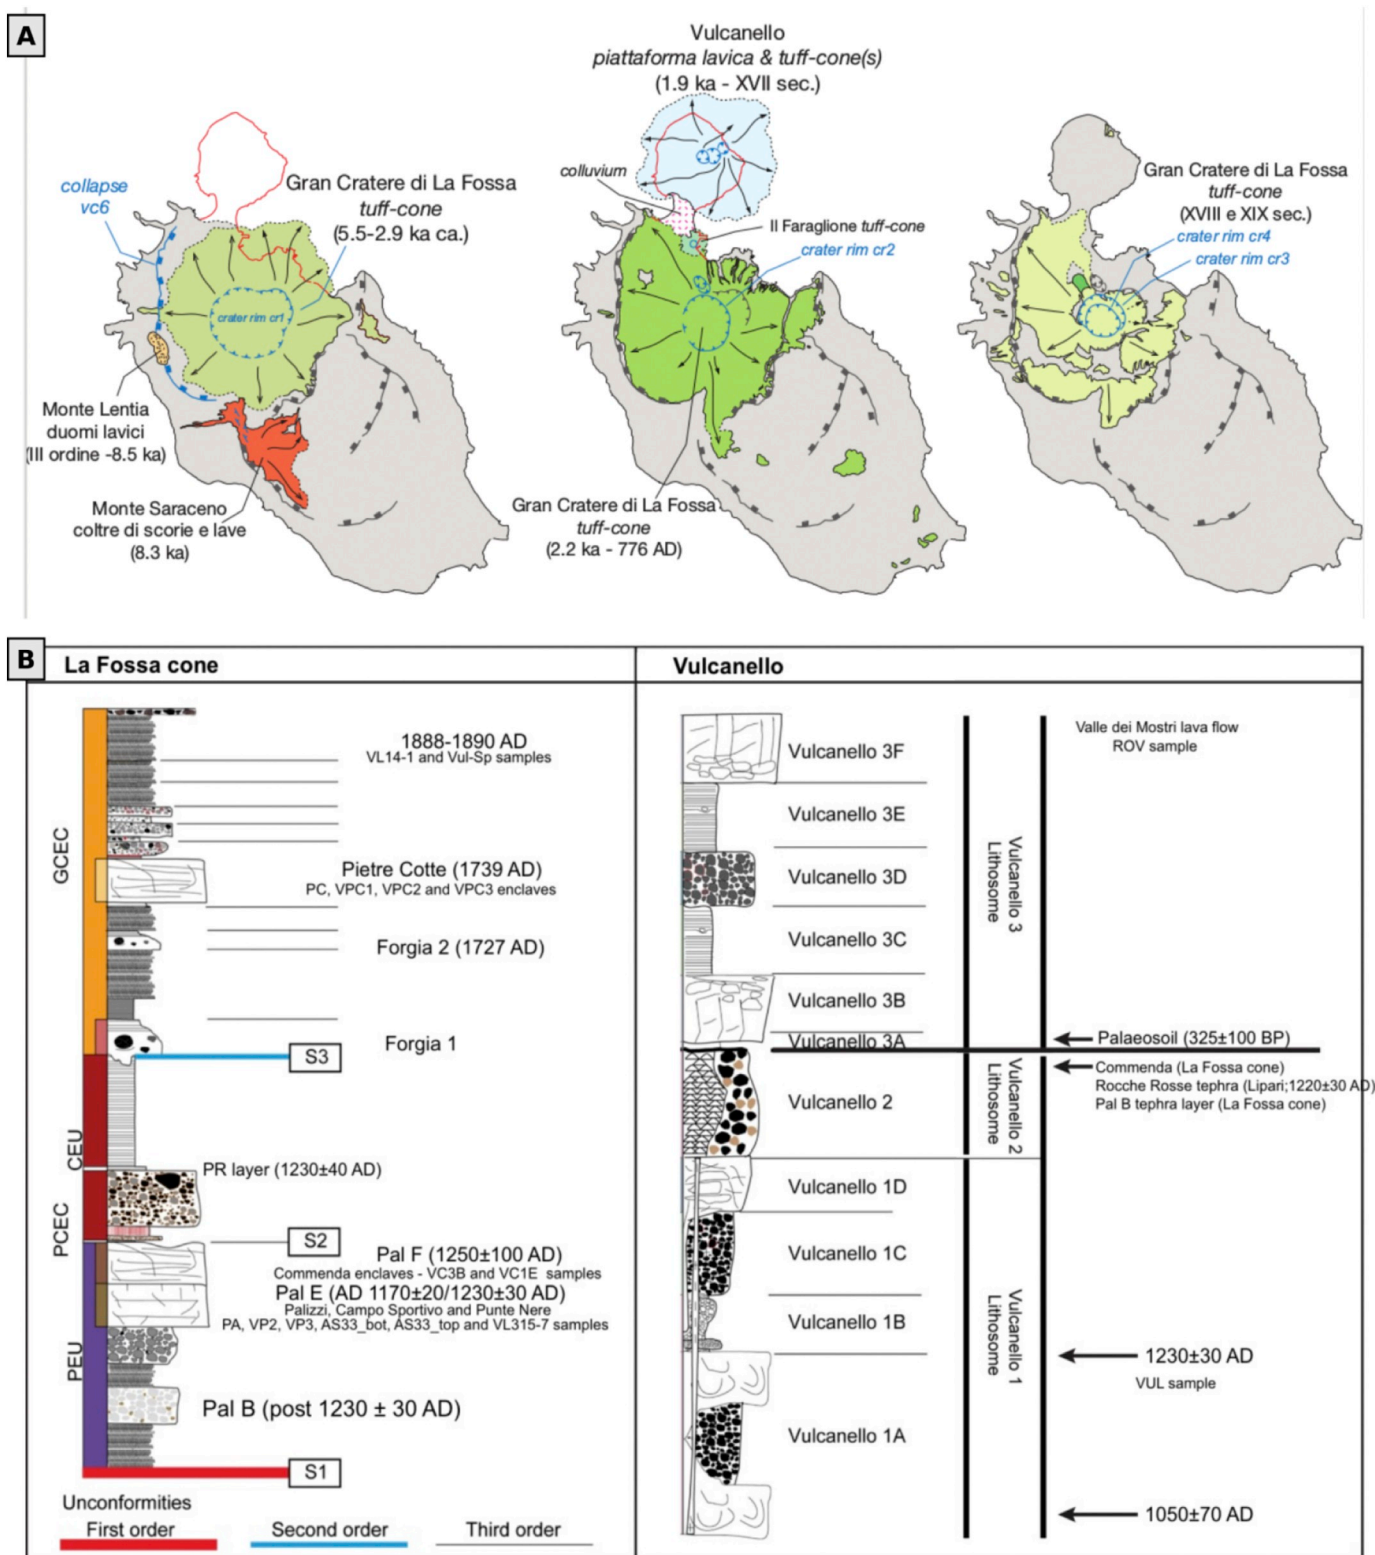 A
Vulcanello
piattaforma lavica & tuff-cone(s)
(1.9 ka - XVII sec.)
collapse
vc6
Gran Cratere di La Fossa
tuff-cone
(5.5-2.9 ka ca.)
crater rim cr1
Monte Lentia
duomi lavici
(III ordine -8.5 ka)
Monte Saraceno
coltre di scorie e lave
(8.3 ka)
colluvium
Il Faraglione tuff-cone
crater rim cr2
Gran Cratere di La Fossa
tuff-cone
(2.2 ka - 776 AD)
Gran Cratere di La Fossa
tuff-cone
(XVIII e XIX sec.)
crater rim cr4
crater rim cr3
B
La Fossa cone
GCEC
CEU
PCEC
PEU
1888-1890 AD
VL14-1 and Vul-Sp samples
Pietre Cotte (1739 AD)
PC, VPC1, VPC2 and VPC3 enclaves
Forgia 2 (1727 AD)
Forgia 1
S3
PR layer (1230±40 AD)
S2
Pal F (1250±100 AD)
Commenda enclaves - VC3B and VC1E samples
Pal E (AD 1170±20/1230±30 AD)
Palizzi, Campo Sportivo and Punte Nere
PA, VP2, VP3, AS33_bot, AS33_top and VL315-7 samples
Pal B (post 1230 ± 30 AD)
S1
Unconformities
First order
Second order
Third order
Vulcanello
Vulcanello 3F
Vulcanello 3E
Vulcanello 3D
Vulcanello 3C
Vulcanello 3B
Vulcanello 3A
Vulcanello 2
Vulcanello 1D
Vulcanello 1C
Vulcanello 1B
Vulcanello 1A
Vulcanello 3
Lithosome
Vulcanello 2
Lithosome
Vulcanello 1
Lithosome
Valle dei Mostri lava flow
ROV sample
Palaeosoil (325±100 BP)
Commenda (La Fossa cone)
Rocche Rosse tephra (Lipari;1220±30 AD)
Pal B tephra layer (La Fossa cone)
1230±30 AD
VUL sample
1050±70 AD